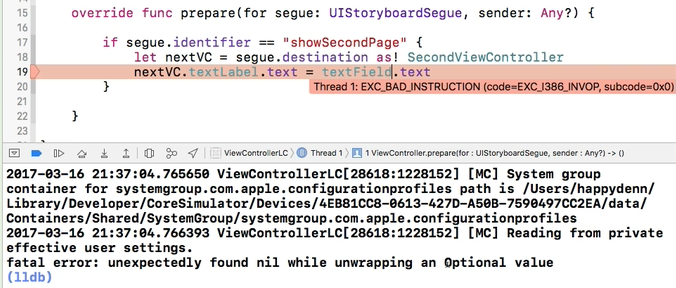 15 override func prepare(for segue: UIStoryboardSegue, sender: Any?) {
16
17 if segue.identifier == "showSecondPage" {
18 let nextVC = segue.destination as! SecondViewController
19 nextVC.textLabel.text = textField.text
Thread 1: EXC_BAD_INSTRUCTION (code=EXC_I386_INVOP, subcode=0x0)
20 }
21
22 }
23
ViewControllerLC Thread 1 1 ViewController.prepare(for : UIStoryboardSegue, sender : Any?) -> ()
2017-03-16 21:37:04.765650 ViewControllerLC[28618:1228152] [MC] System group
container for systemgroup.com.apple.configurationprofiles path is /Users/happydenn/
Library/Developer/CoreSimulator/Devices/4EB81CC8-0613-427D-A50B-7590497CC2EA/data/
Containers/Shared/SystemGroup/systemgroup.com.apple.configurationprofiles
2017-03-16 21:37:04.766393 ViewControllerLC[28618:1228152] [MC] Reading from private
effective user settings.
fatal error: unexpectedly found nil while unwrapping an Optional value
(lldb)